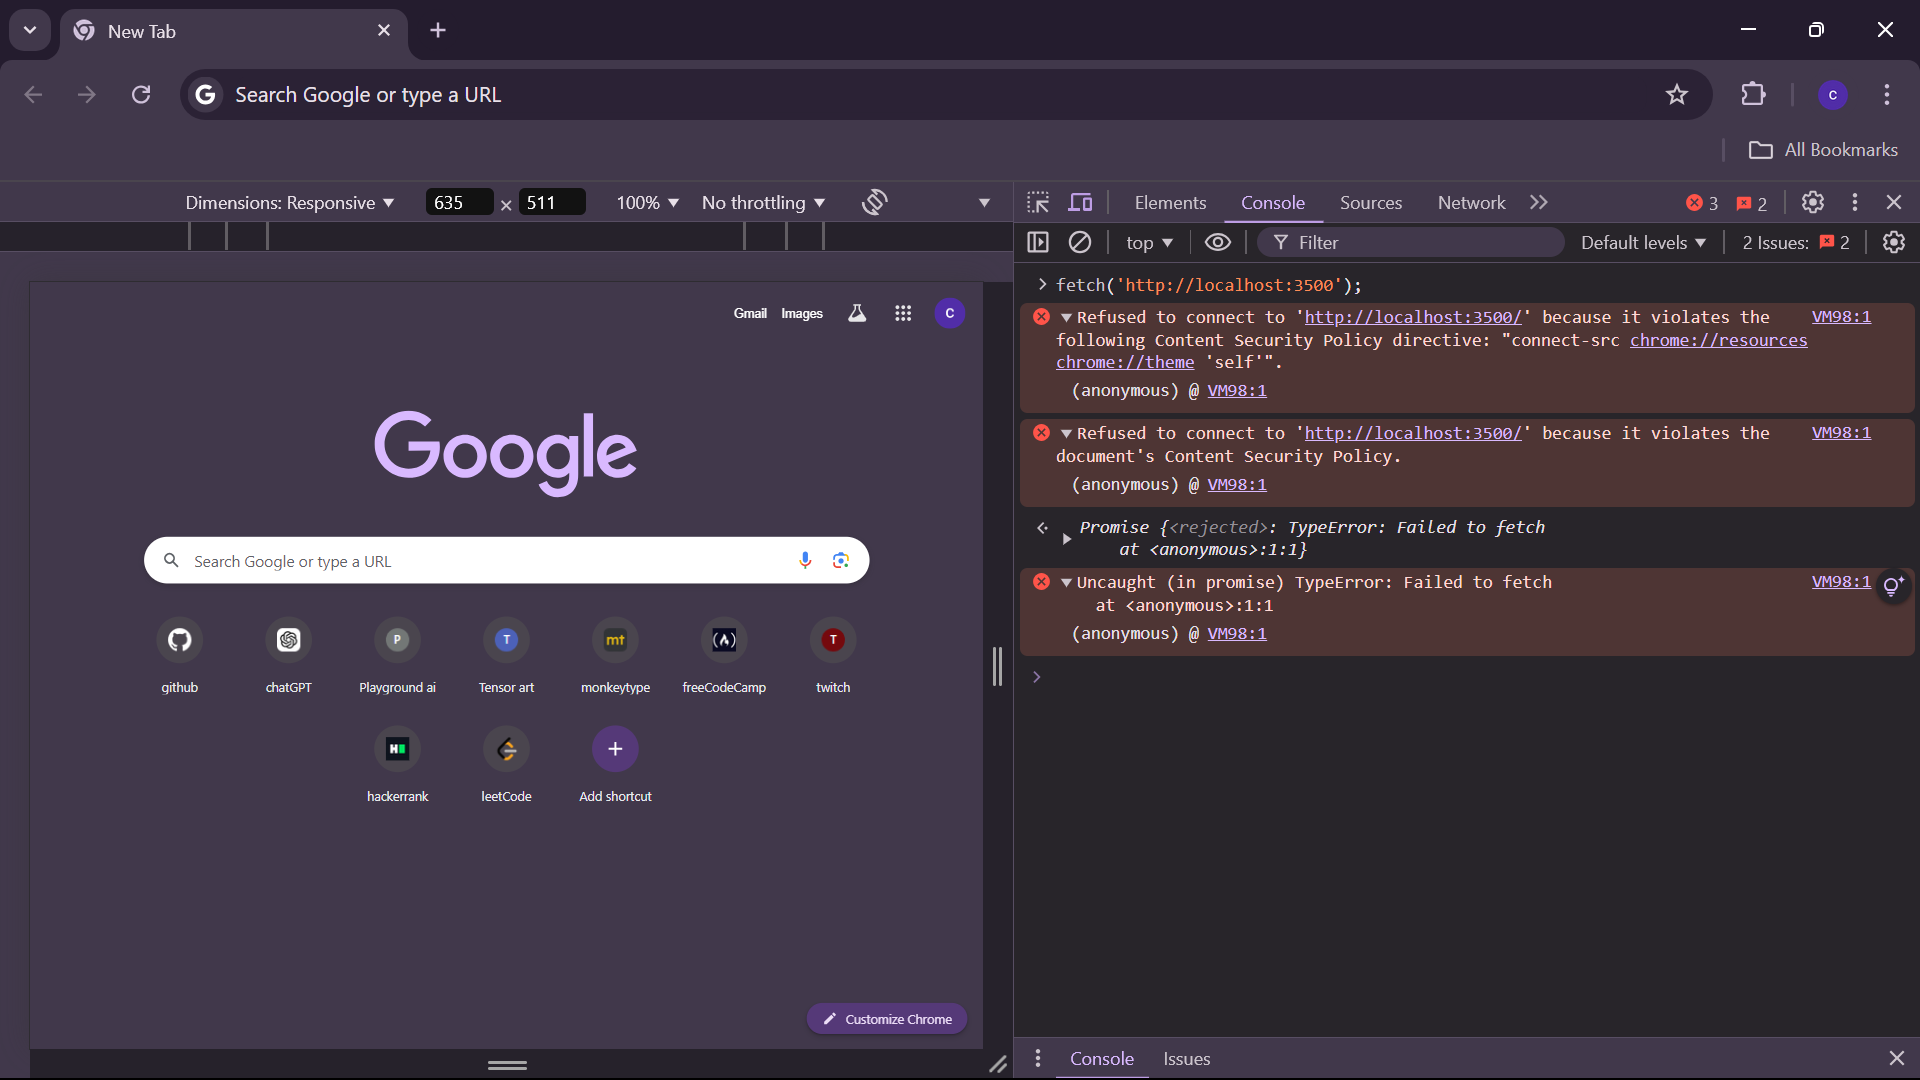 New Tab
Search Google or type a URL
C
All Bookmarks
Dimensions: Responsive 635 × 511 100% No throttling
Elements Console Sources Network 3 2
top Filter Default levels 2 Issues: 2
fetch('http://localhost:3500');
Refused to connect to 'http://localhost:3500/' because it violates the VM98:1
following Content Security Policy directive: "connect-src chrome://resources
chrome://theme 'self'".
(anonymous) @ VM98:1
Refused to connect to 'http://localhost:3500/' because it violates the VM98:1
document's Content Security Policy.
(anonymous) @ VM98:1
Promise {<rejected>: TypeError: Failed to fetch
at <anonymous>:1:1}
Uncaught (in promise) TypeError: Failed to fetch VM98:1
at <anonymous>:1:1
(anonymous) @ VM98:1
Gmail Images C
Google
Search Google or type a URL
P T mt T
github chatGPT Playground ai Tensor art monkeytype freeCodeCamp twitch
H
hackerrank leetCode Add shortcut
Customize Chrome
Console Issues